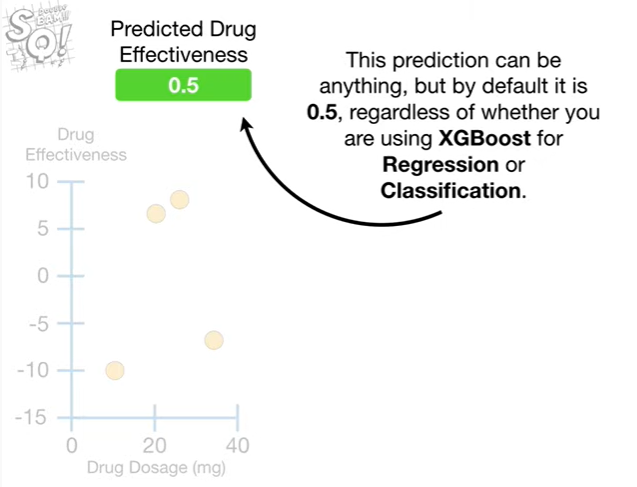 Predicted Drug
Effectiveness
0.5
This prediction can be
anything, but by default it is
0.5, regardless of whether you
are using XGBoost for
Regression or
Classification.
Drug
Effectiveness
10
5
0
-5
-10
-15
0
20
40
Drug Dosage (mg)